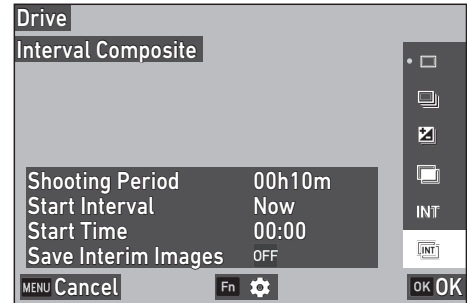 Drive
Interval Composite
INT
INT
Shooting Period 00h10m
Start Interval Now
Start Time 00:00
Save Interim Images OFF
MENU Cancel Fn OK OK